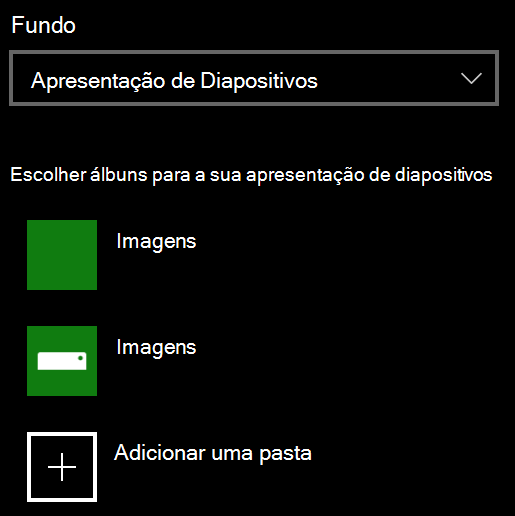 Fundo
Apresentação de Diapositivos
Escolher álbuns para a sua apresentação de diapositivos
Imagens
Imagens
Adicionar uma pasta